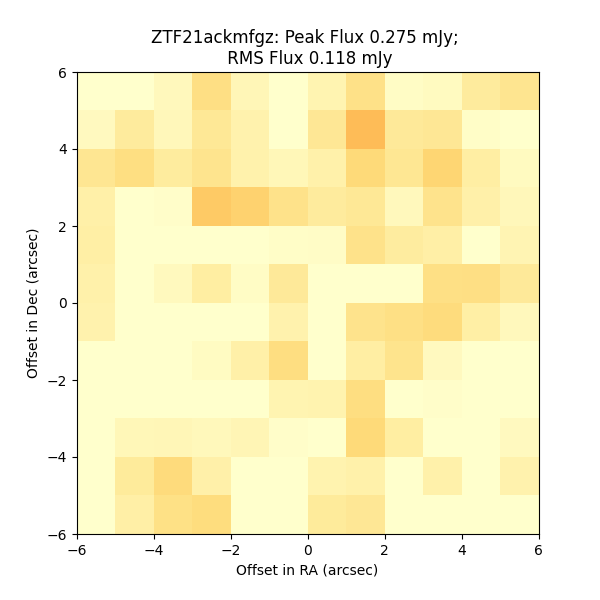 ZTF21ackmfgz: Peak Flux 0.275 mJy;
RMS Flux 0.118 mJy
6
4
2
0
−2
−4
−6
Offset in Dec (arcsec)
−6 −4 −2 0 2 4 6
Offset in RA (arcsec)